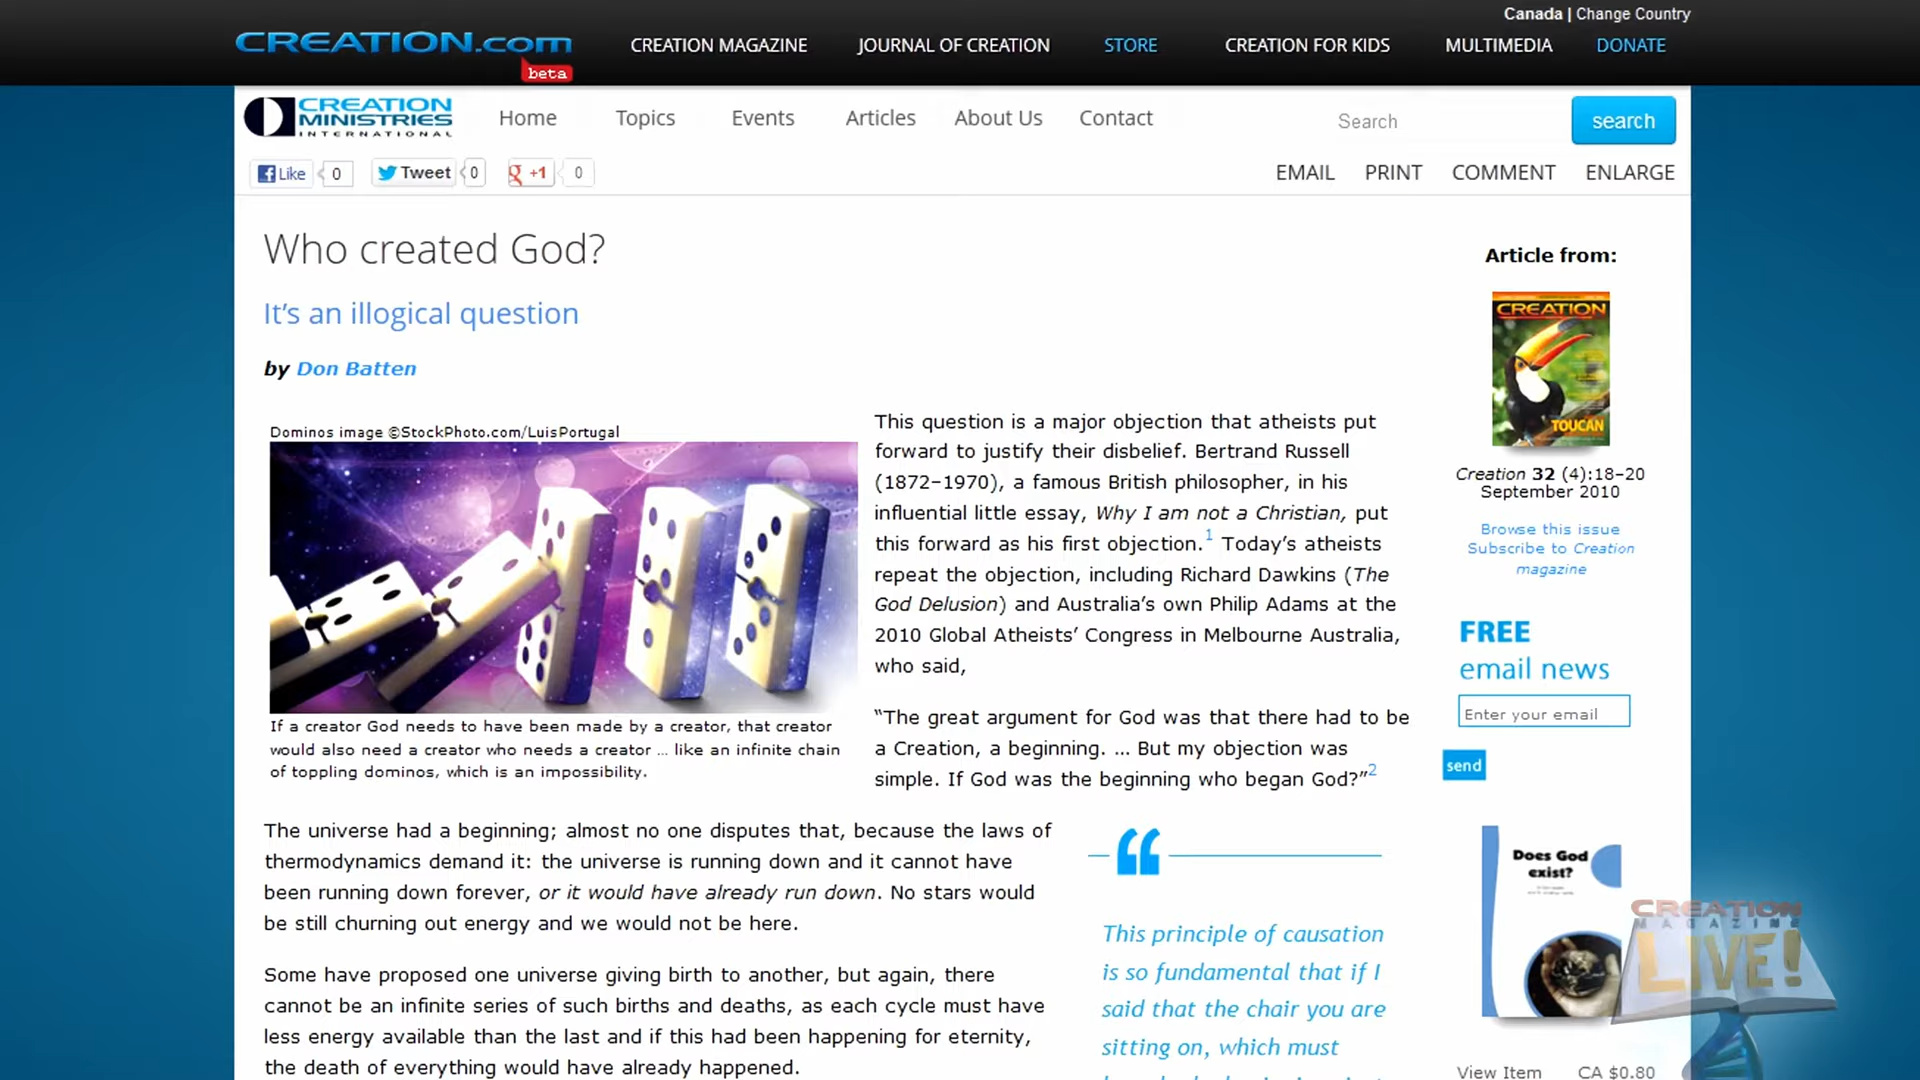 Canada | Change Country
CREATION.com
beta
CREATION MAGAZINE
JOURNAL OF CREATION
STORE
CREATION FOR KIDS
MULTIMEDIA
DONATE
CREATION
MINISTRIES
INTERNATIONAL
Home
Topics
Events
Articles
About Us
Contact
Search
search
Like
0
Tweet
0
+1
0
EMAIL
PRINT
COMMENT
ENLARGE
Who created God?
It’s an illogical question
by Don Batten
Dominos image ©StockPhoto.com/LuisPortugal
If a creator God needs to have been made by a creator, that creator
would also need a creator who needs a creator … like an infinite chain
of toppling dominos, which is an impossibility.
This question is a major objection that atheists put
forward to justify their disbelief. Bertrand Russell
(1872–1970), a famous British philosopher, in his
influential little essay, Why I am not a Christian, put
this forward as his first objection.1 Today’s atheists
repeat the objection, including Richard Dawkins (The
God Delusion) and Australia’s own Philip Adams at the
2010 Global Atheists’ Congress in Melbourne Australia,
who said,
“The great argument for God was that there had to be
a Creation, a beginning. … But my objection was
simple. If God was the beginning who began God?”2
The universe had a beginning; almost no one disputes that, because the laws of
thermodynamics demand it: the universe is running down and it cannot have
been running down forever, or it would have already run down. No stars would
be still churning out energy and we would not be here.
Some have proposed one universe giving birth to another, but again, there
cannot be an infinite series of such births and deaths, as each cycle must have
less energy available than the last and if this had been happening for eternity,
the death of everything would have already happened.
This principle of causation
is so fundamental that if I
said that the chair you are
sitting on, which must
Article from:
CREATION
TOUCAN
Creation 32 (4):18–20
September 2010
Browse this issue
Subscribe to Creation
magazine
FREE
email news
Enter your email
send
Does God
exist?
View Item
CA $0.80
CREATION
MAGAZINE
LIVE!